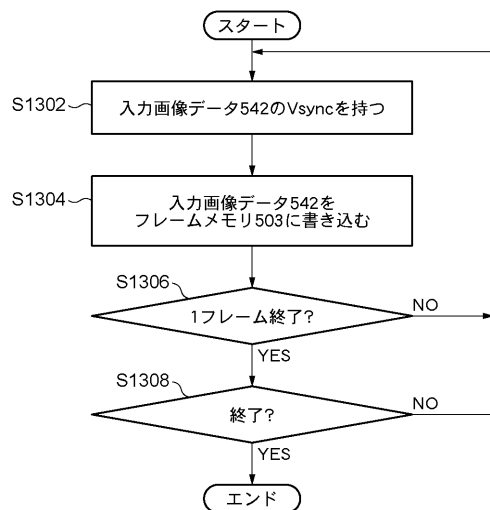 スタート
S1302
入力画像データ542のVsyncを持つ
S1304
入力画像データ542を
フレームメモリ503に書き込む
S1306
1フレーム終了?
NO
YES
S1308
終了?
NO
YES
エンド